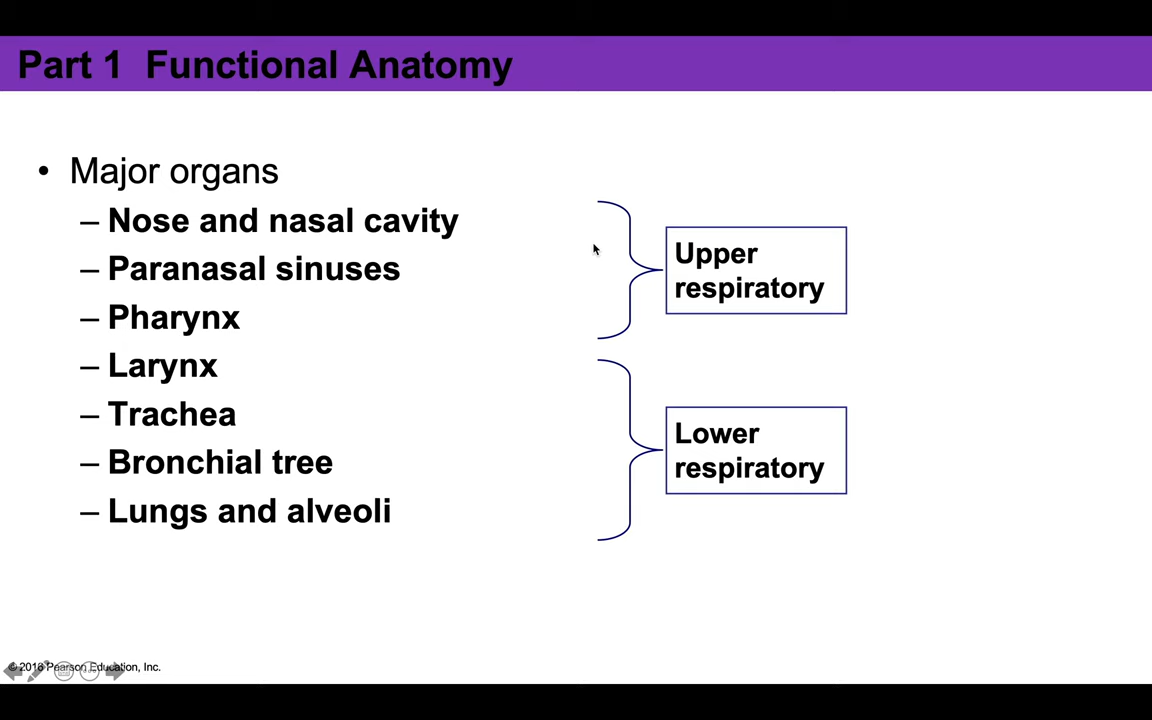 Part 1 Functional Anatomy
• Major organs
– Nose and nasal cavity
– Paranasal sinuses
– Pharynx
– Larynx
– Trachea
– Bronchial tree
– Lungs and alveoli
Upper
respiratory
Lower
respiratory
© 2016 Pearson Education, Inc.